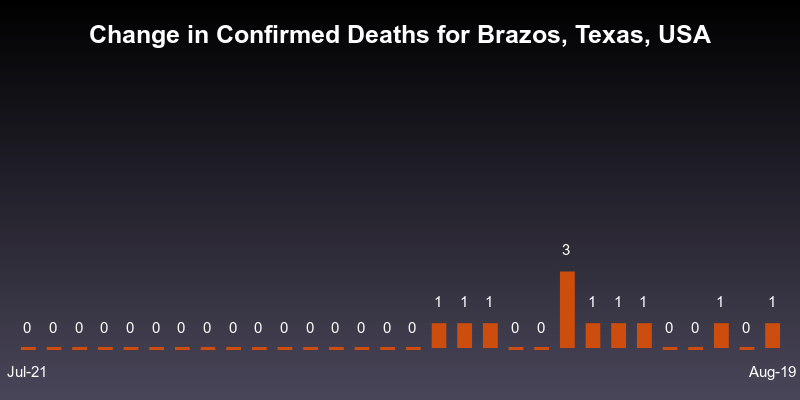 Change in Confirmed Deaths for Brazos, Texas, USA
3
1 1 1 1 1 1 1 1
0 0 0 0 0 0 0 0 0 0 0 0 0 0 0 0 0 0 0 0 0
Jul-21 Aug-19